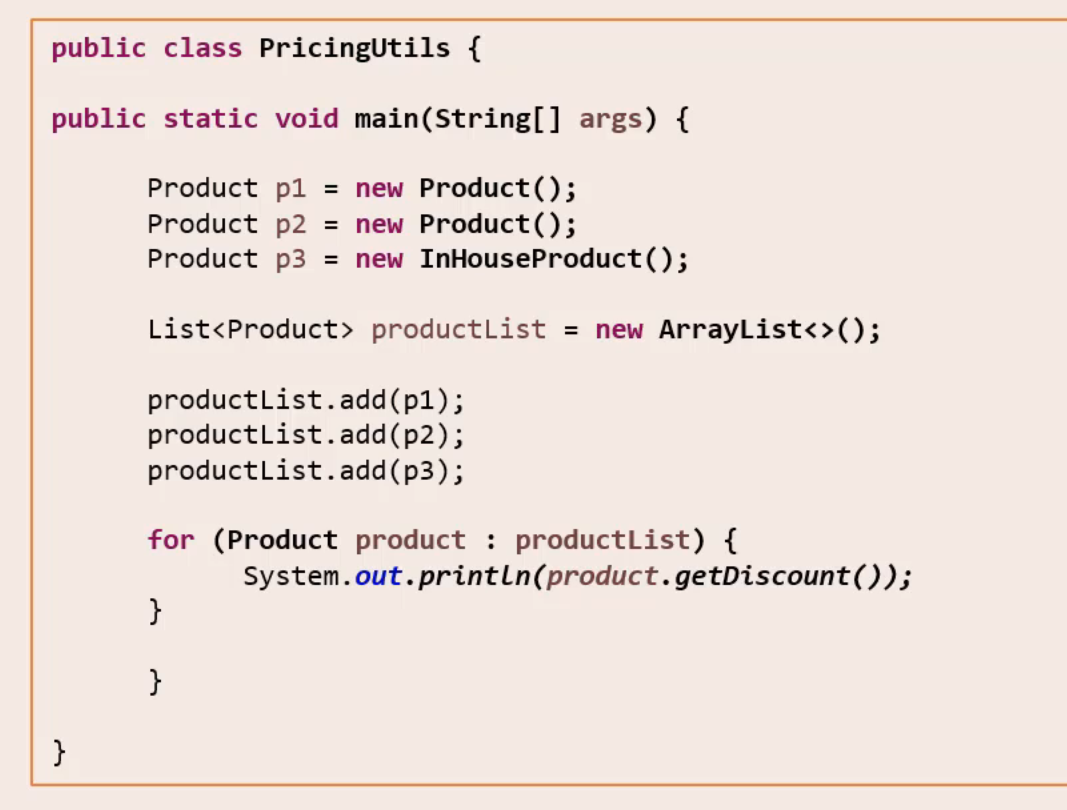 public class PricingUtils {
public static void main(String[] args) {
Product p1 = new Product();
Product p2 = new Product();
Product p3 = new InHouseProduct();
List<Product> productList = new ArrayList<>();
productList.add(p1);
productList.add(p2);
productList.add(p3);
for (Product product : productList) {
System.out.println(product.getDiscount());
}
}
}